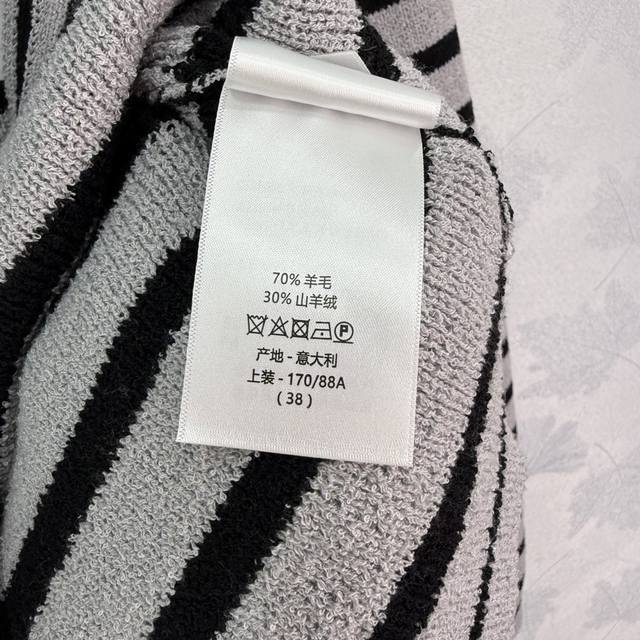 70% 羊毛
30% 山羊绒
P
产地 - 意大利
上装 - 170/88A
( 38 )